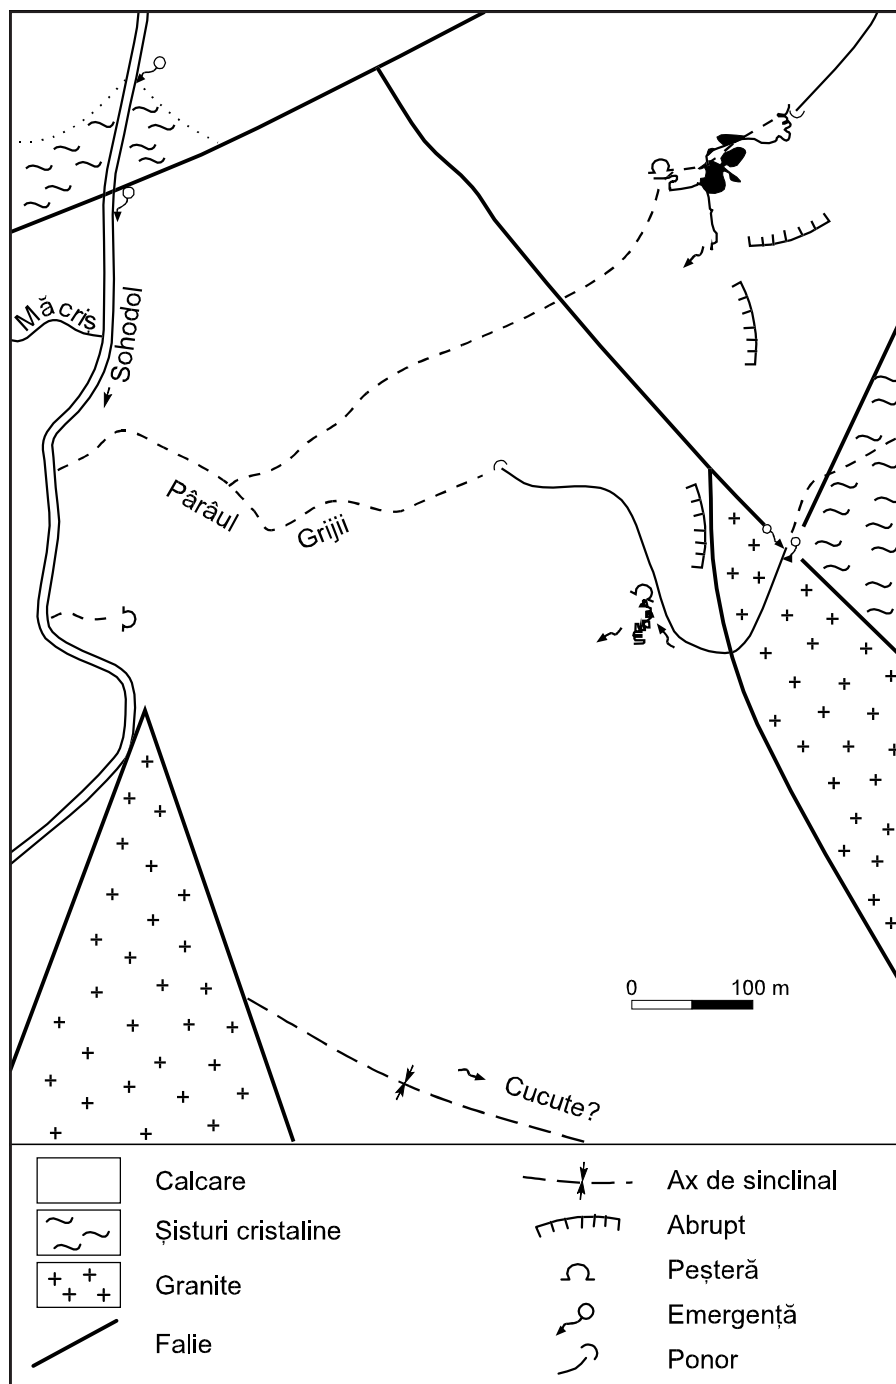 Măcriș
Sohodol
Pârâul
Grijii
0 100 m
Cucute?
Calcare
Șisturi cristaline
Granite
Falie
Ax de sinclinal
Abrupt
Peșteră
Emergență
Ponor